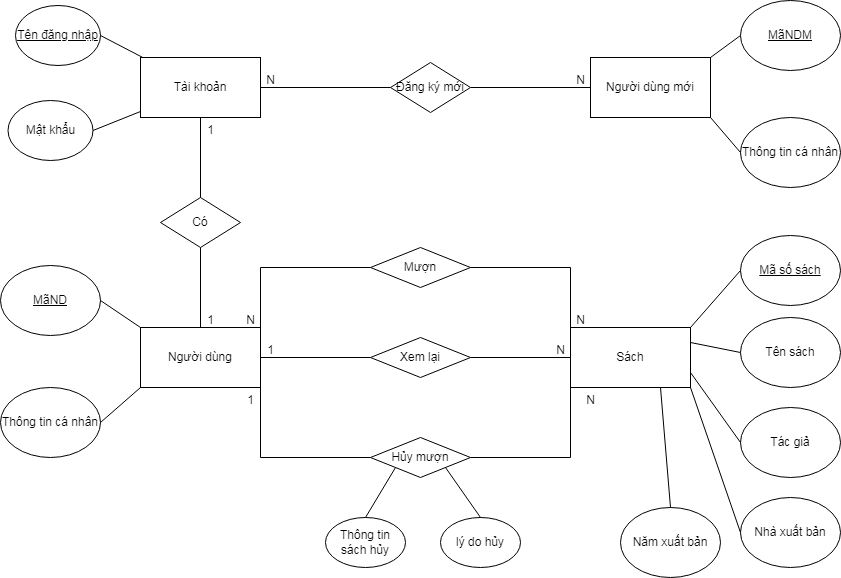 Tên đăng nhập
MãNDM
Tài khoản
N
Đăng ký mới
N
Người dùng mới
Mật khẩu
1
Thông tin cá nhân
Có
Mượn
Mã số sách
MãND
1
N
N
Người dùng
1
Xem lại
N
Sách
Tên sách
1
N
Thông tin cá nhân
Tác giả
Hủy mượn
Thông tin
sách hủy
lý do hủy
Năm xuất bản
Nhà xuất bản